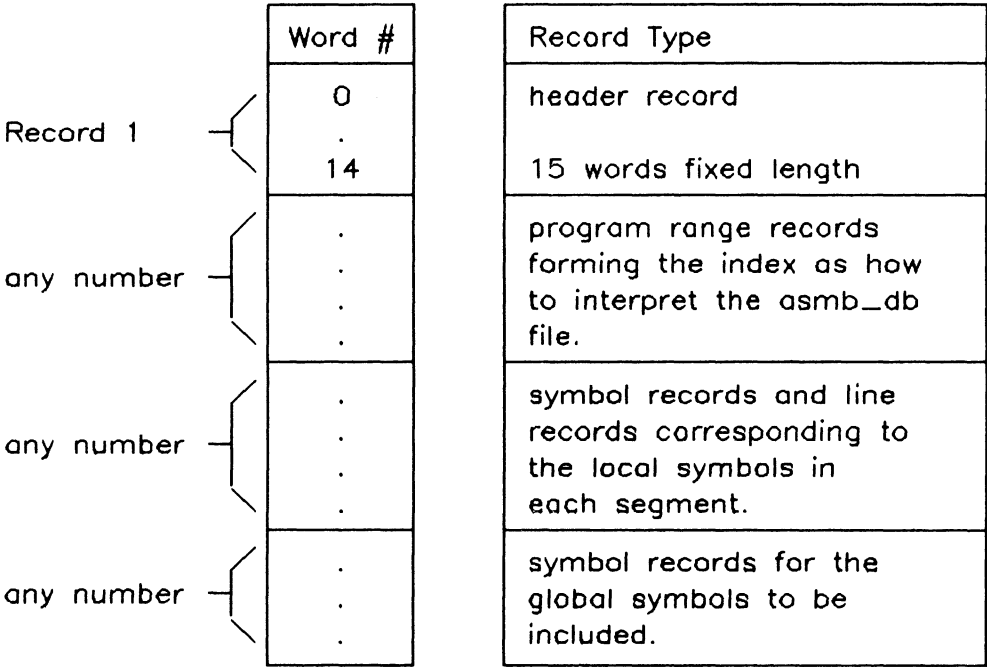 Word # Record Type
0 header record
Record 1 .
14 15 words fixed length
. program range records
. forming the index as how
any number
. to interpret the asmb_db
. file.
. symbol records and line
. records corresponding to
any number
. the local symbols in
. each segment.
. symbol records for the
any number . global symbols to be
. included.